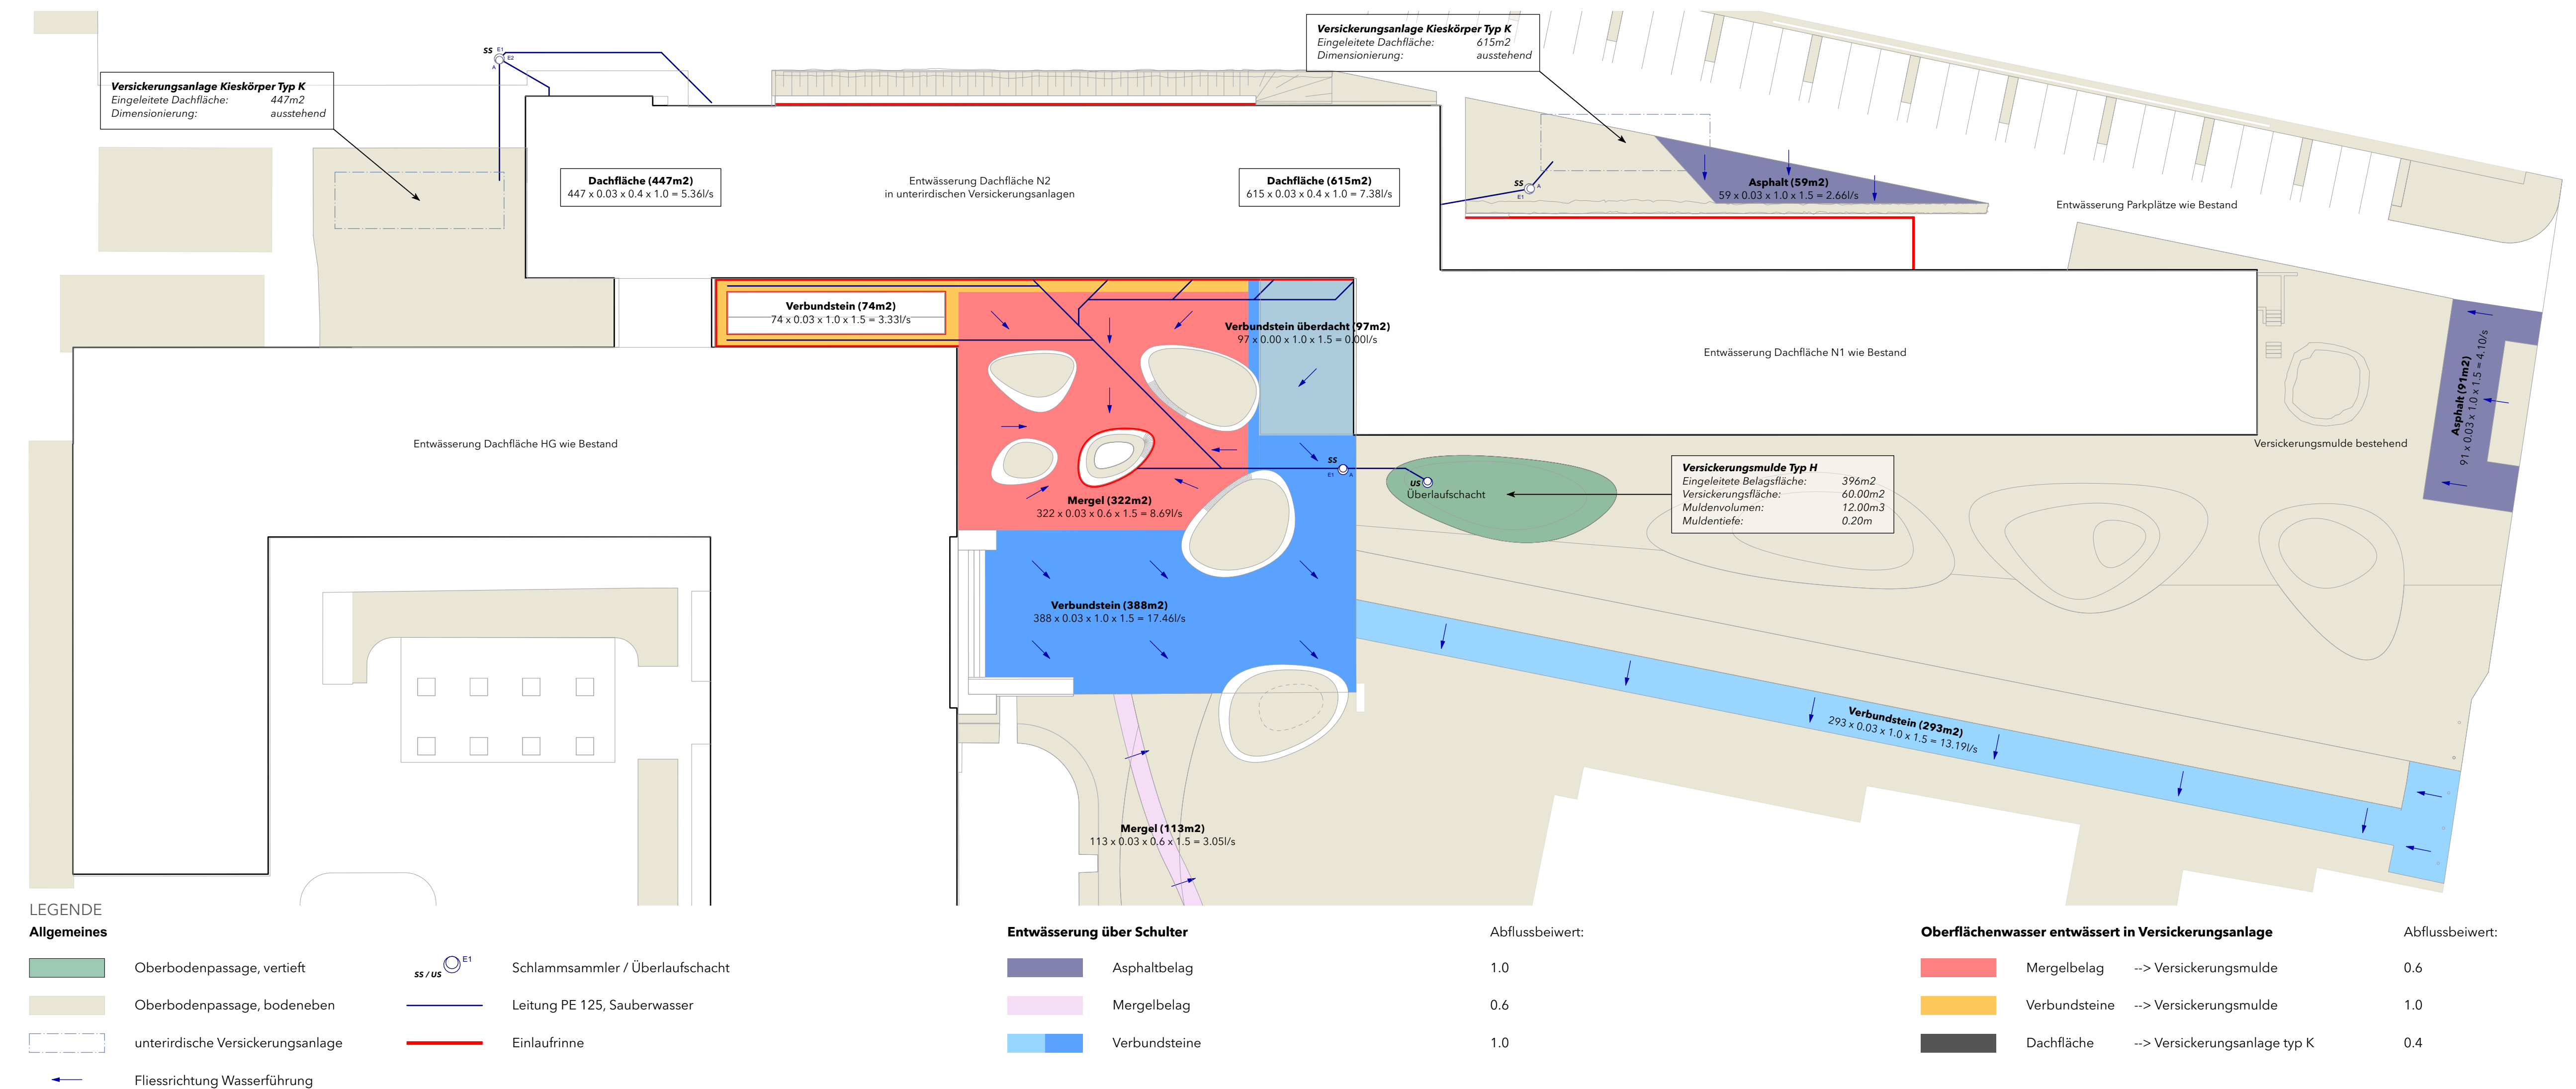 Versickerungsanlage Kieskörper Typ K
Eingeleitete Dachfläche: 615m2
Dimensionierung: ausstehend
SS E1
E2
A
Versickerungsanlage Kieskörper Typ K
Eingeleitete Dachfläche: 447m2
Dimensionierung: ausstehend
Dachfläche (447m2)
447 x 0.03 x 0.4 x 1.0 = 5.36l/s
Entwässerung Dachfläche N2
in unterirdischen Versickerungsanlagen
Dachfläche (615m2)
615 x 0.03 x 0.4 x 1.0 = 7.38l/s
SS A
E1
Asphalt (59m2)
59 x 0.03 x 1.0 x 1.5 = 2.66l/s
Entwässerung Parkplätze wie Bestand
Verbundstein (74m2)
74 x 0.03 x 1.0 x 1.5 = 3.33l/s
Verbundstein überdacht (97m2)
97 x 0.00 x 1.0 x 1.5 = 0.00l/s
Entwässerung Dachfläche N1 wie Bestand
Asphalt (91m2)
91 x 0.03 x 1.0 x 1.5 = 4.10l/s
Entwässerung Dachfläche HG wie Bestand
Versickerungsmulde bestehend
SS
E1 A
US
Überlaufschacht
Versickerungsmulde Typ H
Eingeleitete Belagsfläche: 396m2
Versickerungsfläche: 60.00m2
Muldenvolumen: 12.00m3
Muldentiefe: 0.20m
Mergel (322m2)
322 x 0.03 x 0.6 x 1.5 = 8.69l/s
Verbundstein (388m2)
388 x 0.03 x 1.0 x 1.5 = 17.46l/s
Verbundstein (293m2)
293 x 0.03 x 1.0 x 1.5 = 13.19l/s
Mergel (113m2)
113 x 0.03 x 0.6 x 1.5 = 3.05l/s
LEGENDE
Allgemeines
Oberbodenpassage, vertieft
Oberbodenpassage, bodeneben
unterirdische Versickerungsanlage
Fliessrichtung Wasserführung
SS / US E1 Schlammsammler / Überlaufschacht
Leitung PE 125, Sauberwasser
Einlaufrinne
Entwässerung über Schulter Abflussbeiwert:
Asphaltbelag 1.0
Mergelbelag 0.6
Verbundsteine 1.0
Oberflächenwasser entwässert in Versickerungsanlage Abflussbeiwert:
Mergelbelag --> Versickerungsmulde 0.6
Verbundsteine --> Versickerungsmulde 1.0
Dachfläche --> Versickerungsanlage typ K 0.4